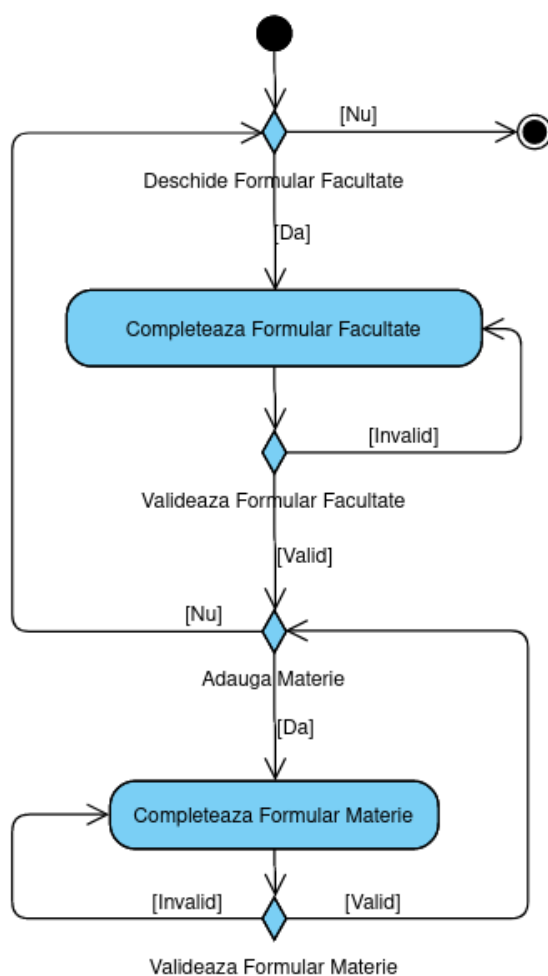 [Nu]
Deschide Formular Facultate
[Da]
Completeaza Formular Facultate
[Invalid]
Valideaza Formular Facultate
[Valid]
[Nu]
Adauga Materie
[Da]
Completeaza Formular Materie
[Invalid]
[Valid]
Valideaza Formular Materie